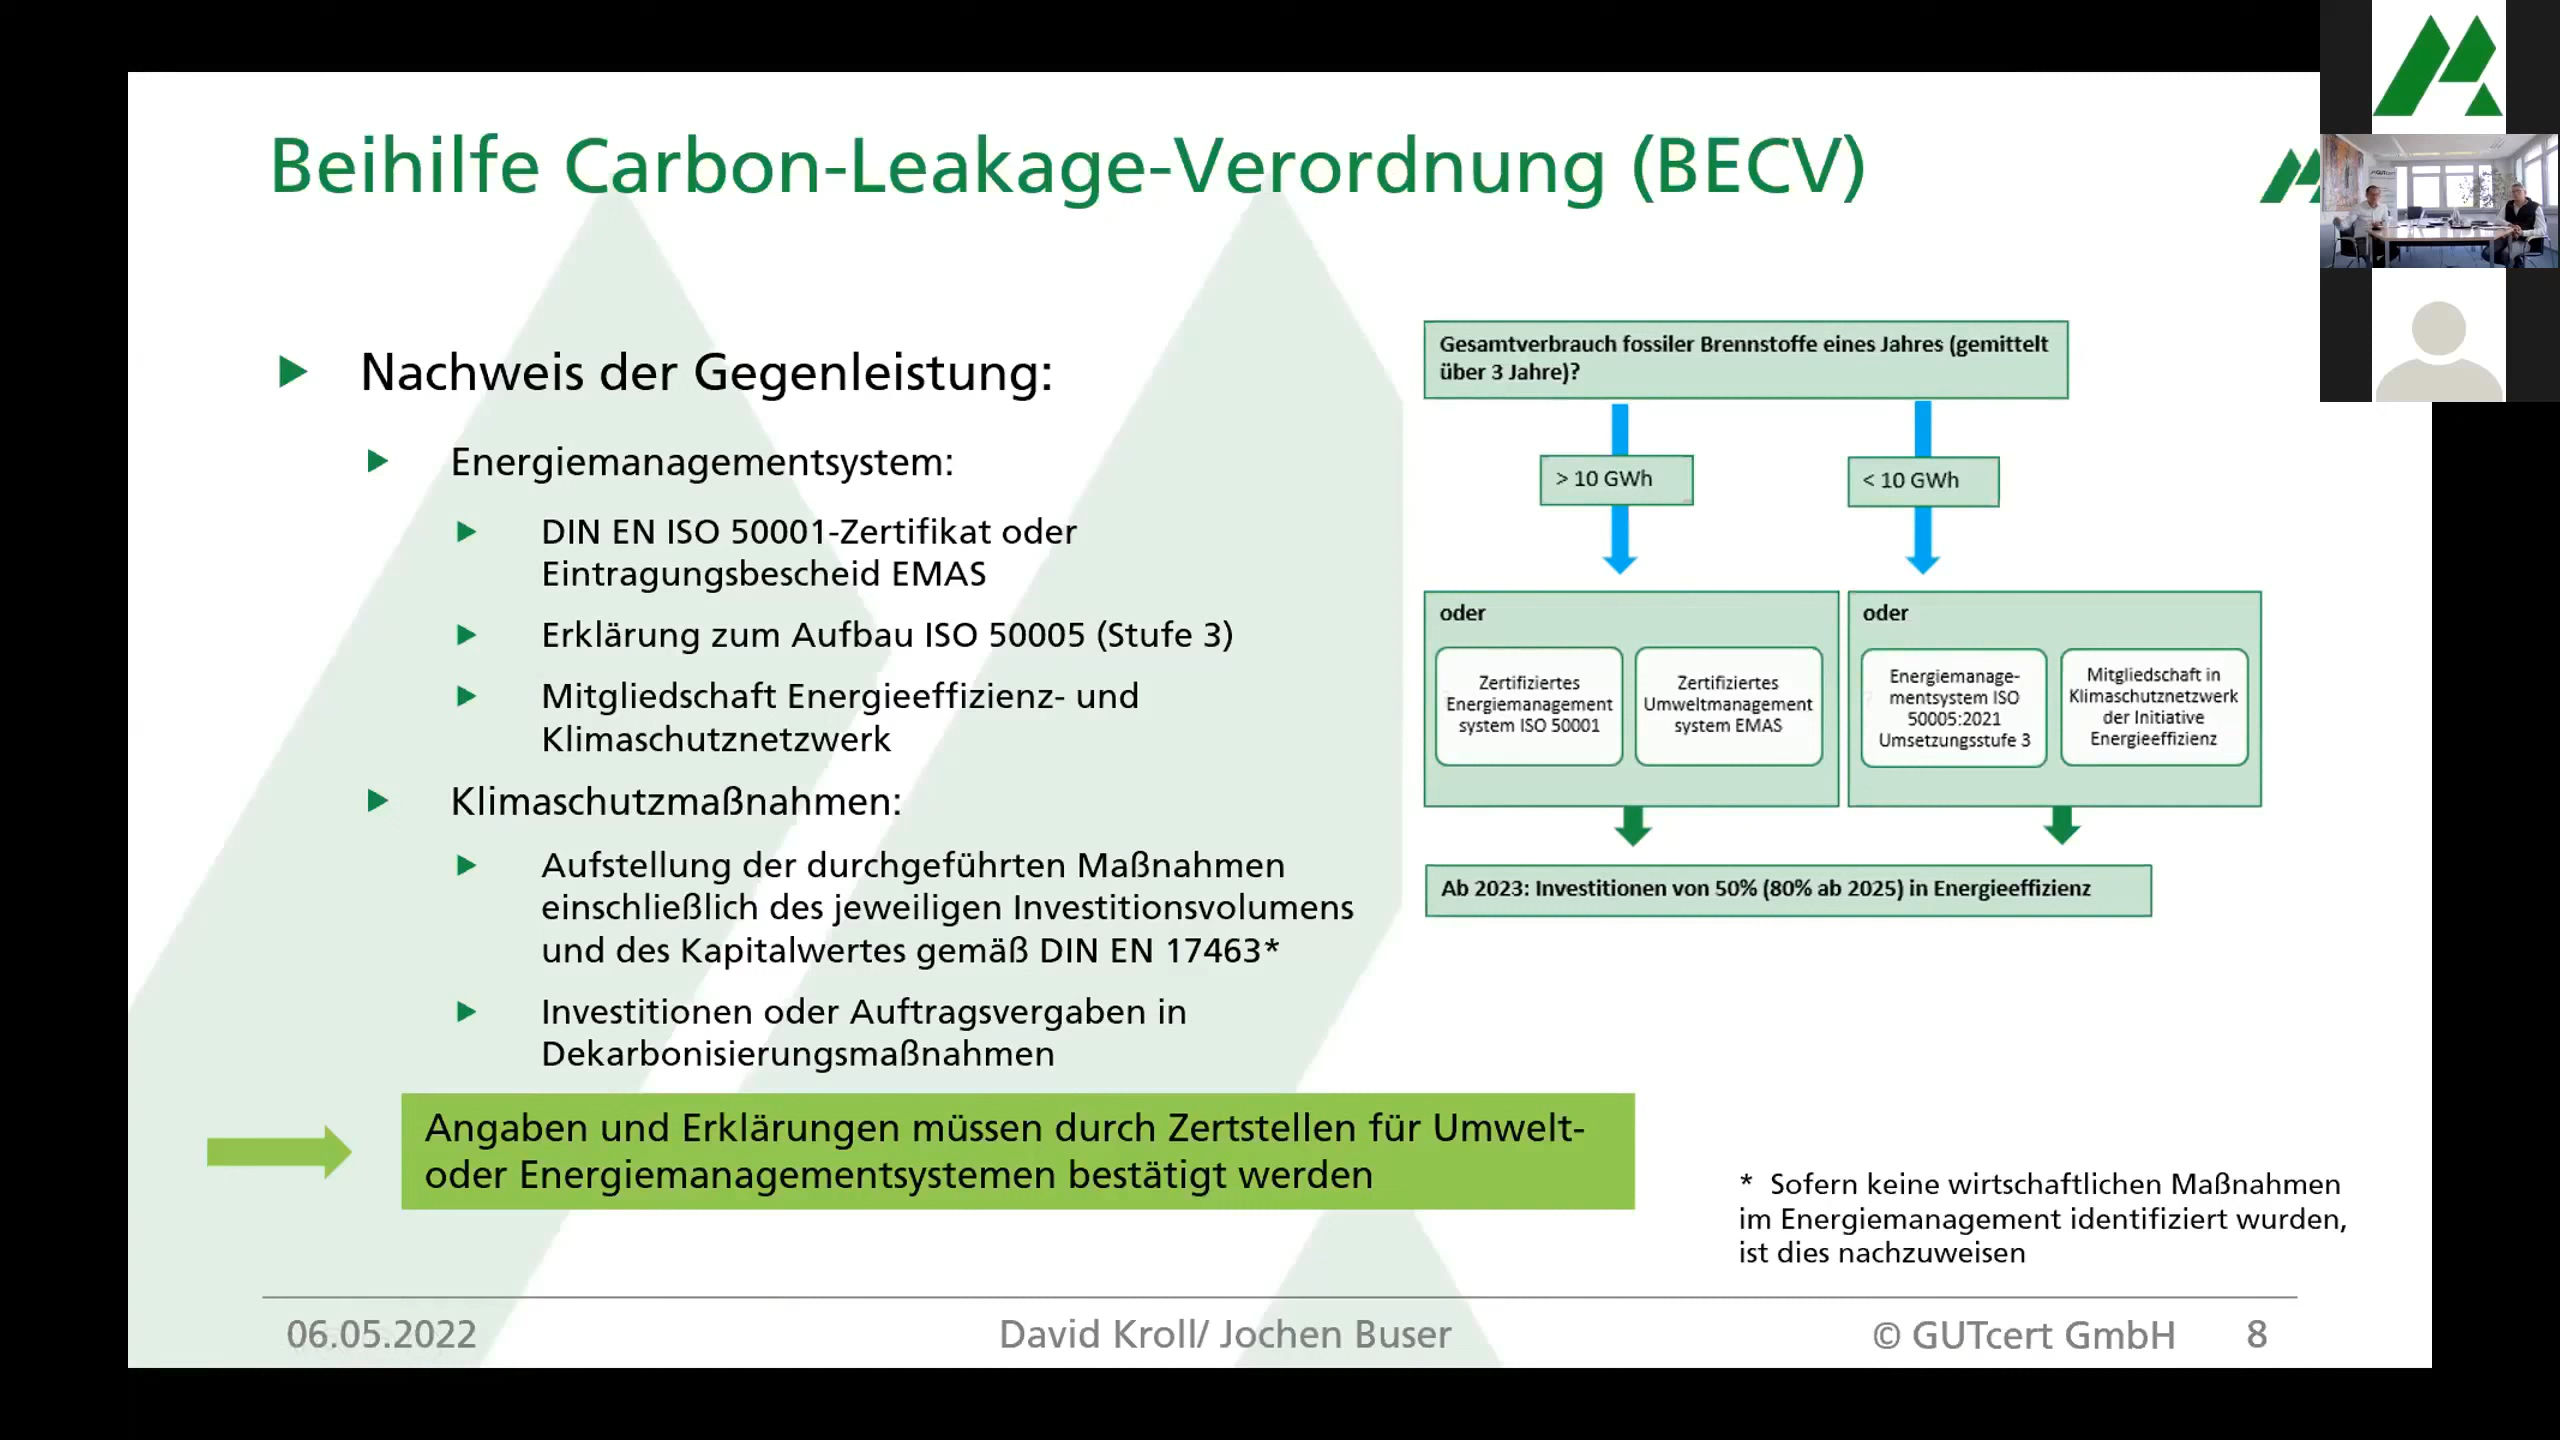 Beihilfe Carbon-Leakage-Verordnung (BECV)
Nachweis der Gegenleistung:
Energiemanagementsystem:
DIN EN ISO 50001-Zertifikat oder
Eintragungsbescheid EMAS
Erklärung zum Aufbau ISO 50005 (Stufe 3)
Mitgliedschaft Energieeffizienz- und
Klimaschutznetzwerk
Klimaschutzmaßnahmen:
Aufstellung der durchgeführten Maßnahmen
einschließlich des jeweiligen Investitionsvolumens
und des Kapitalwertes gemäß DIN EN 17463*
Investitionen oder Auftragsvergaben in
Dekarbonisierungsmaßnahmen
Angaben und Erklärungen müssen durch Zertstellen für Umwelt-
oder Energiemanagementsystemen bestätigt werden
Gesamtverbrauch fossiler Brennstoffe eines Jahres (gemittelt
über 3 Jahre)?
> 10 GWh
< 10 GWh
oder
Zertifiziertes
Energiemanagement
system ISO 50001
Zertifiziertes
Umweltmanagement
system EMAS
oder
Energiemanage-
mentsystem ISO
50005:2021
Umsetzungsstufe 3
Mitgliedschaft in
Klimaschutznetzwerk
der Initiative
Energieeffizienz
Ab 2023: Investitionen von 50% (80% ab 2025) in Energieeffizienz
* Sofern keine wirtschaftlichen Maßnahmen
im Energiemanagement identifiziert wurden,
ist dies nachzuweisen
06.05.2022
David Kroll/ Jochen Buser
© GUTcert GmbH
8